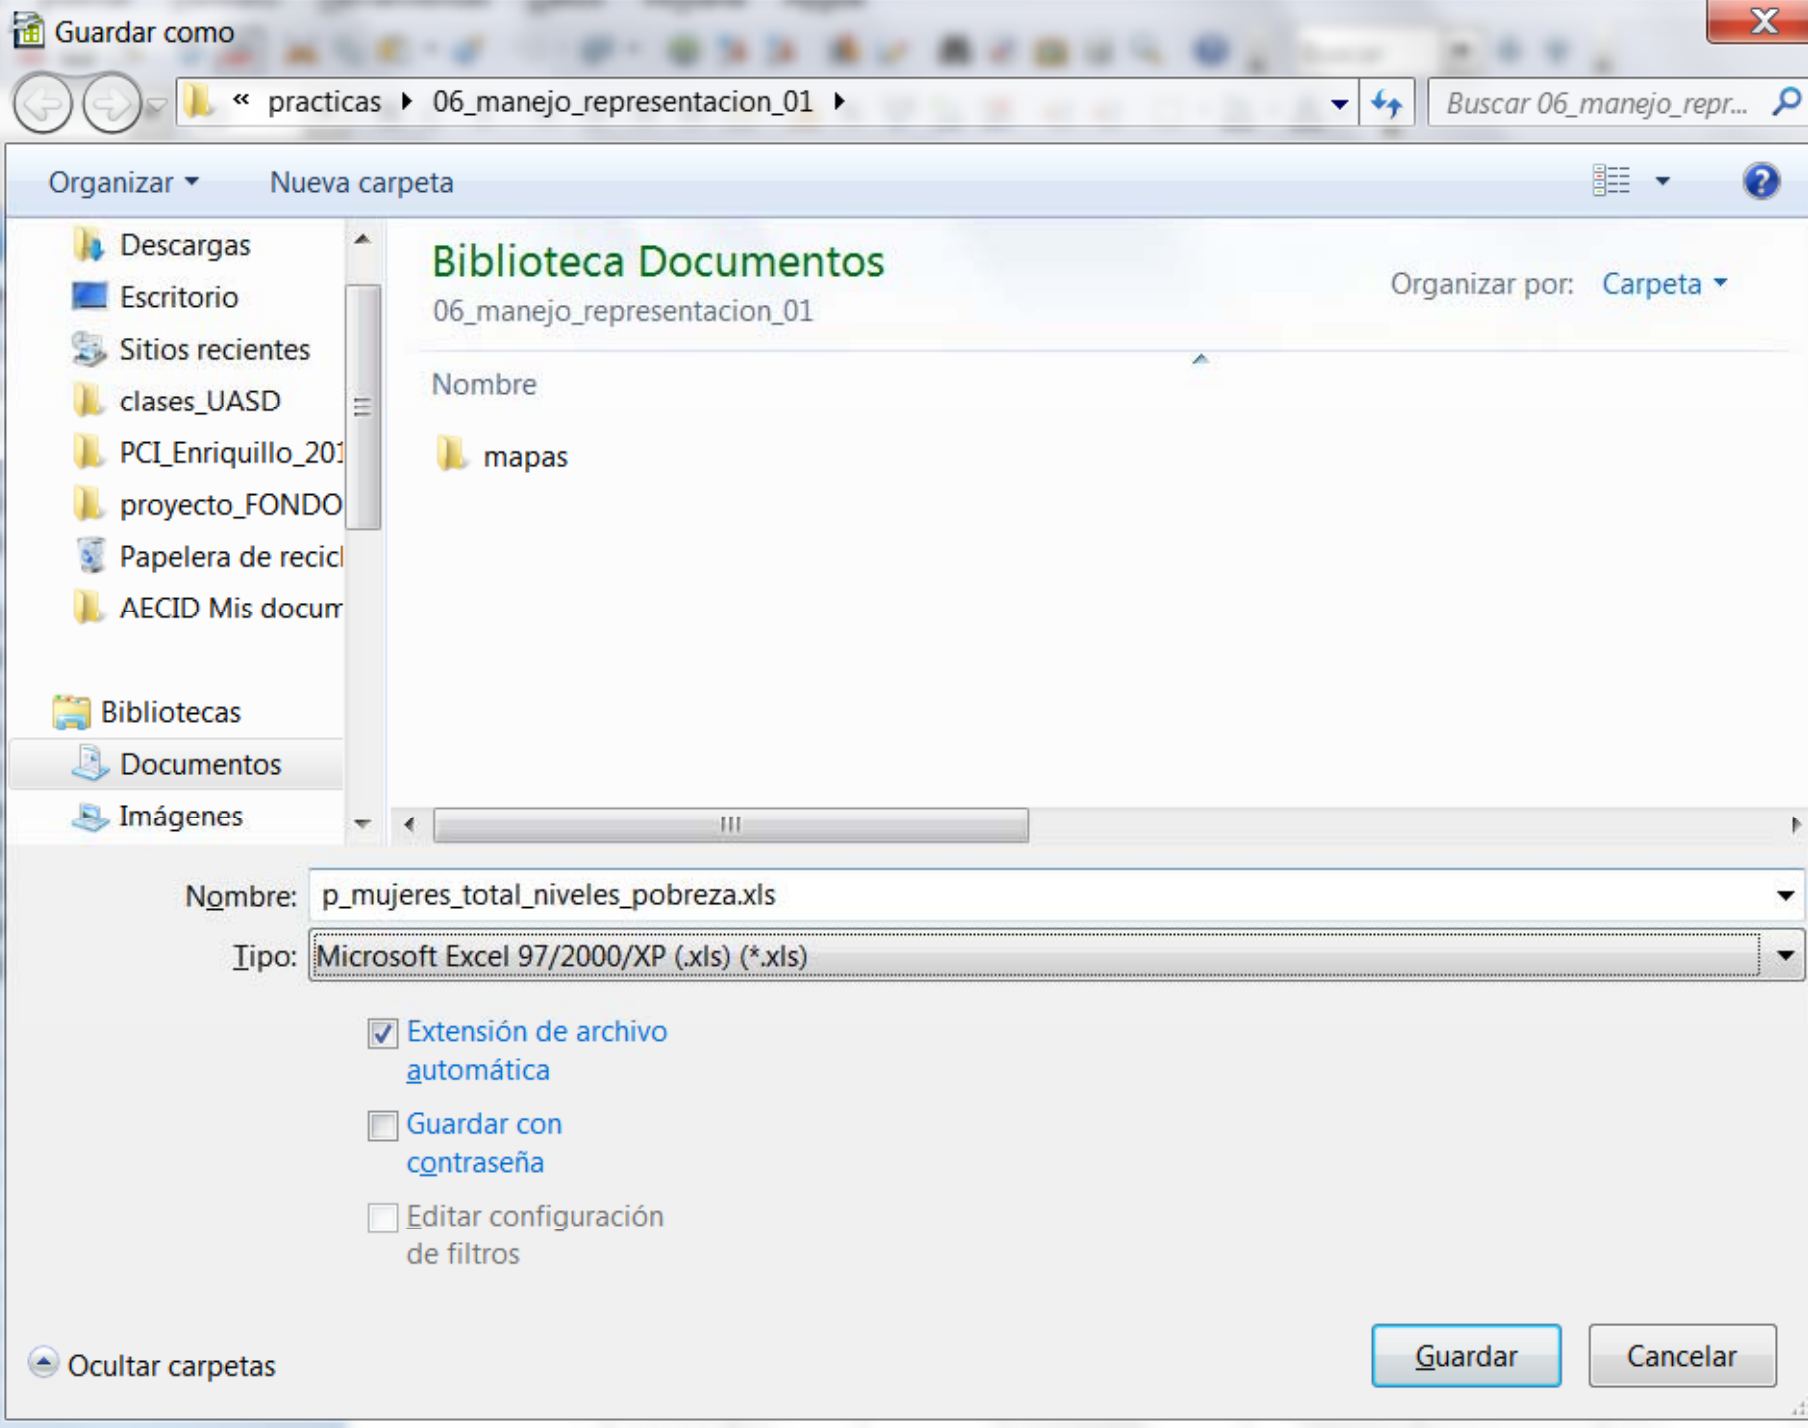 Guardar como
« practicas 06_manejo_representacion_01
Buscar 06_manejo_repr...
Organizar
Nueva carpeta
Descargas
Escritorio
Sitios recientes
clases_UASD
PCI_Enriquillo_201
proyecto_FONDO
Papelera de recicl
AECID Mis docum
Bibliotecas
Documentos
Imágenes
Biblioteca Documentos
06_manejo_representacion_01
Organizar por: Carpeta
Nombre
mapas
Nombre: p_mujeres_total_niveles_pobreza.xls
Tipo: Microsoft Excel 97/2000/XP (.xls) (*.xls)
Extensión de archivo
automática
Guardar con
contraseña
Editar configuración
de filtros
Ocultar carpetas
Guardar
Cancelar